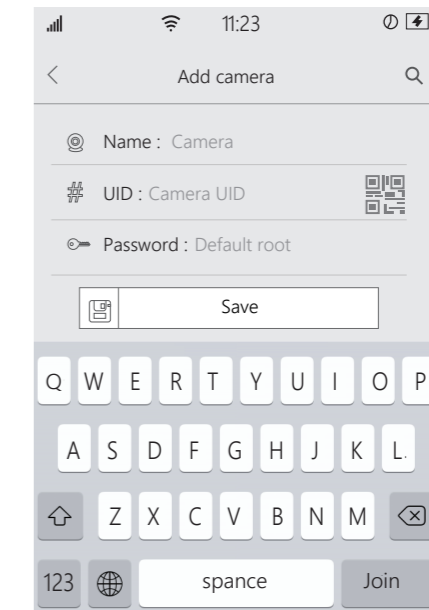 11:23
Add camera
Name : Camera
# UID : Camera UID
Password : Default root
Save
Q W E R T Y U I O P
A S D F G H J K L.
Z X C V B N M
123 spance Join